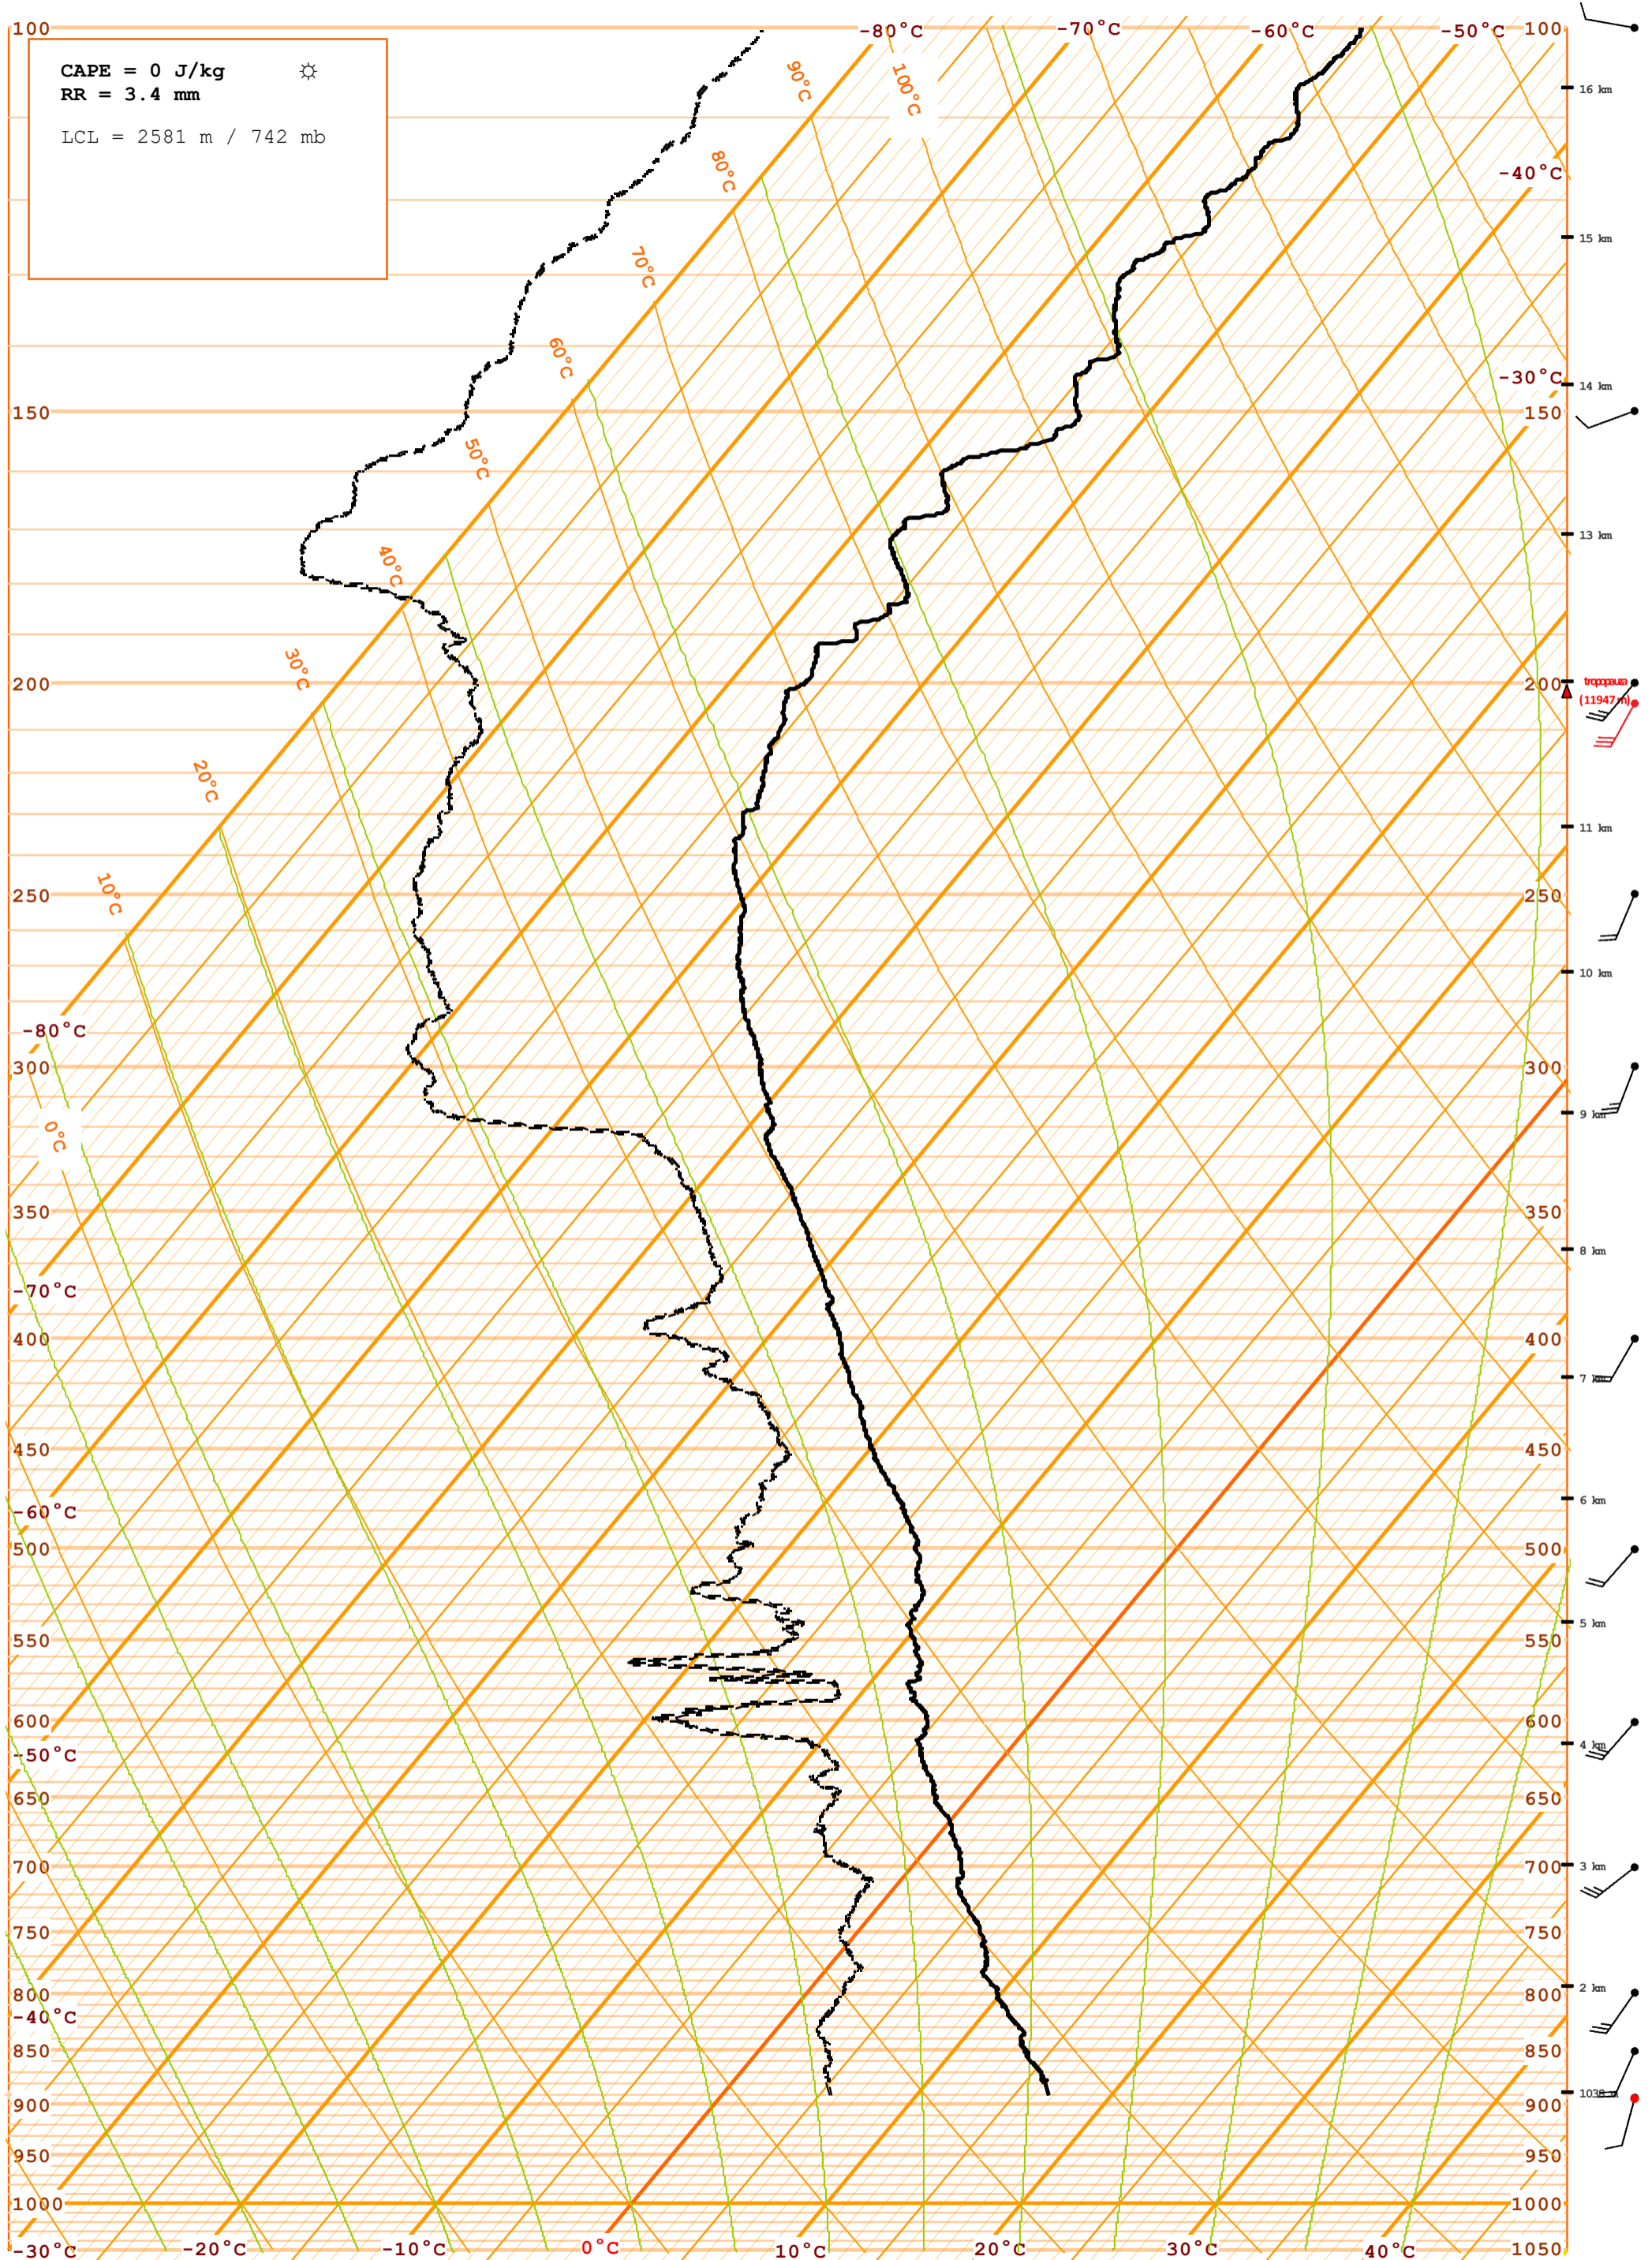 100 -80°C -70°C -60°C -50°C 100
CAPE = 0 J/kg ☼
RR = 3.4 mm
LCL = 2581 m / 742 mb
90°C 100°C
16 km
80°C
-40°C
70°C
15 km
60°C
-30°C
14 km
150 150
50°C
40°C
13 km
30°C
200 200
tropopauza
(11947 m)
20°C
11 km
10°C
250 250
10 km
-80°C
300 300
0°C
9 km
350 350
8 km
-70°C
400 400
7 km
450 450
6 km
-60°C
500 500
5 km
550 550
600 600
4 km
-50°C
650 650
700 700
3 km
750 750
2 km
800 800
-40°C
850 850
900 900
950 950
1000 1000
-30°C -20°C -10°C 0°C 10°C 20°C 30°C 40°C 1050